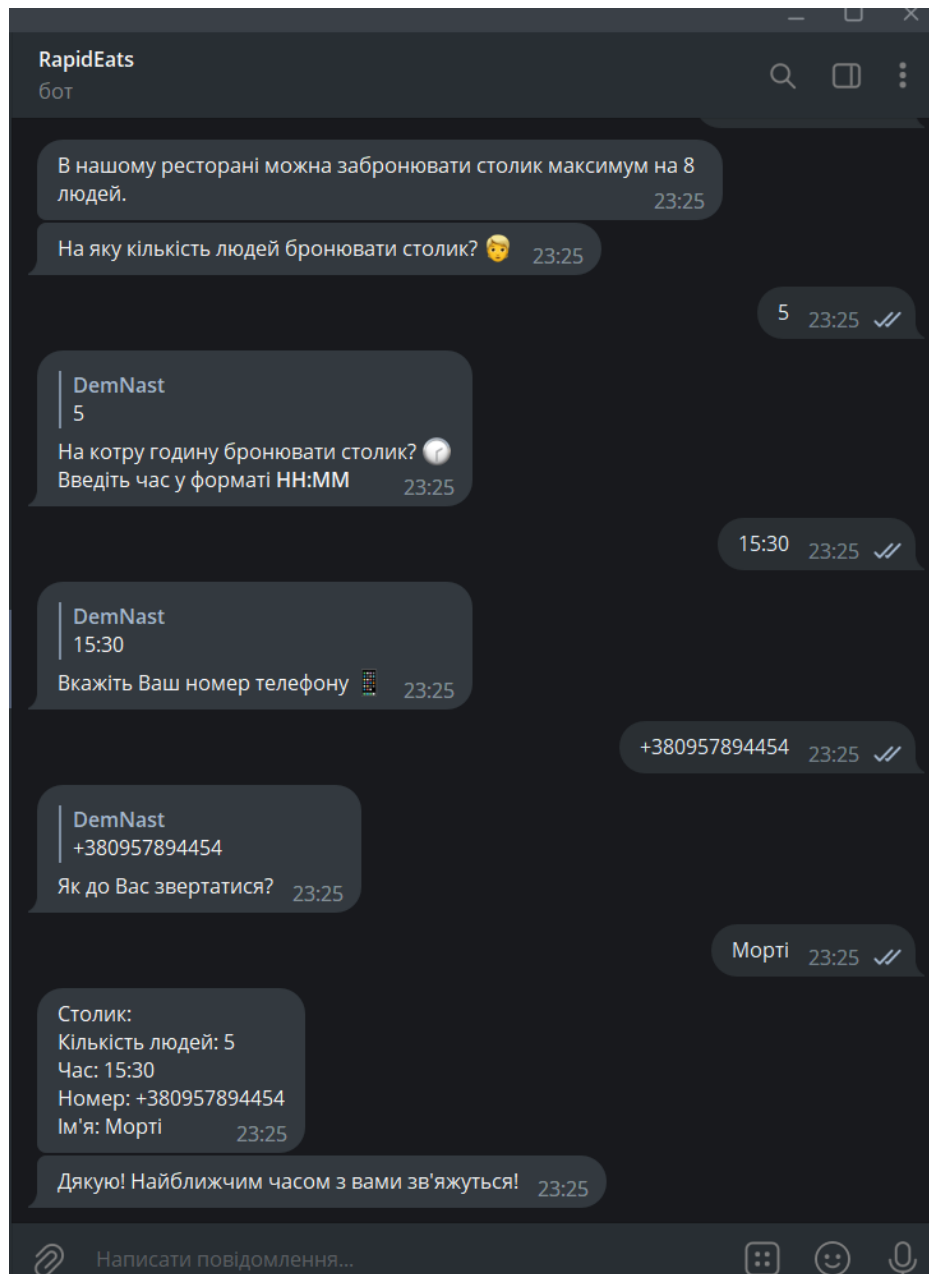 RapidEats
бот
В нашому ресторані можна забронювати столик максимум на 8
людей.
23:25
На яку кількість людей бронювати столик? 23:25
5 23:25
DemNast
5
На котру годину бронювати столик?
Введіть час у форматі HH:MM 23:25
15:30 23:25
DemNast
15:30
Вкажіть Ваш номер телефону 23:25
+380957894454 23:25
DemNast
+380957894454
Як до Вас звертатися? 23:25
Морті 23:25
Столик:
Кількість людей: 5
Час: 15:30
Номер: +380957894454
Ім'я: Морті 23:25
Дякую! Найближчим часом з вами зв'яжуться! 23:25
Написати повідомлення...